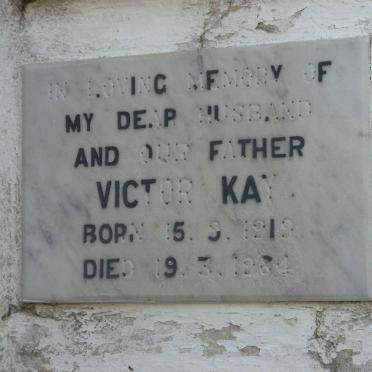 IN LOVING MEMORY OF
MY DEAR HUSBAND
AND OUR FATHER
VICTOR KAY
BORN 15. 9. 1913
DIED 19. 3. 1964